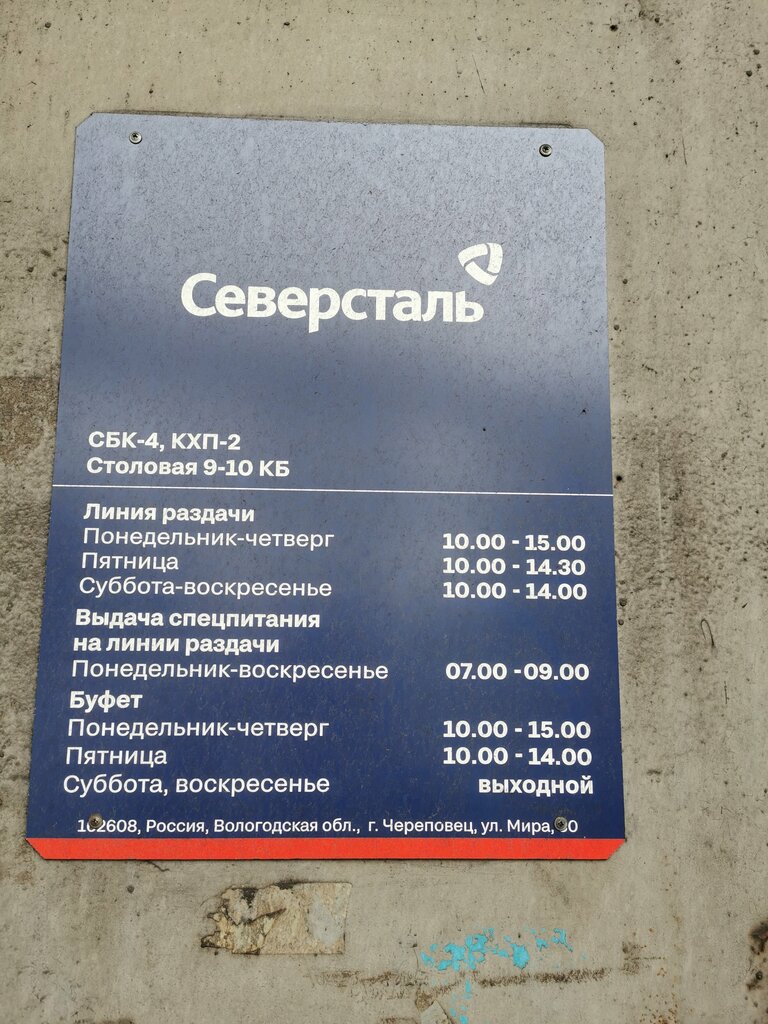 Северсталь
СБК-4, КХП-2
Столовая 9-10 КБ
Линия раздачи
Понедельник-четверг 10.00 - 15.00
Пятница 10.00 - 14.30
Суббота-воскресенье 10.00 - 14.00
Выдача спецпитания
на линии раздачи
Понедельник-воскресенье 07.00 -09.00
Буфет
Понедельник-четверг 10.00 - 15.00
Пятница 10.00 - 14.00
Суббота, воскресенье выходной
Россия, Вологодская обл., г. Череповец, ул. Мира,